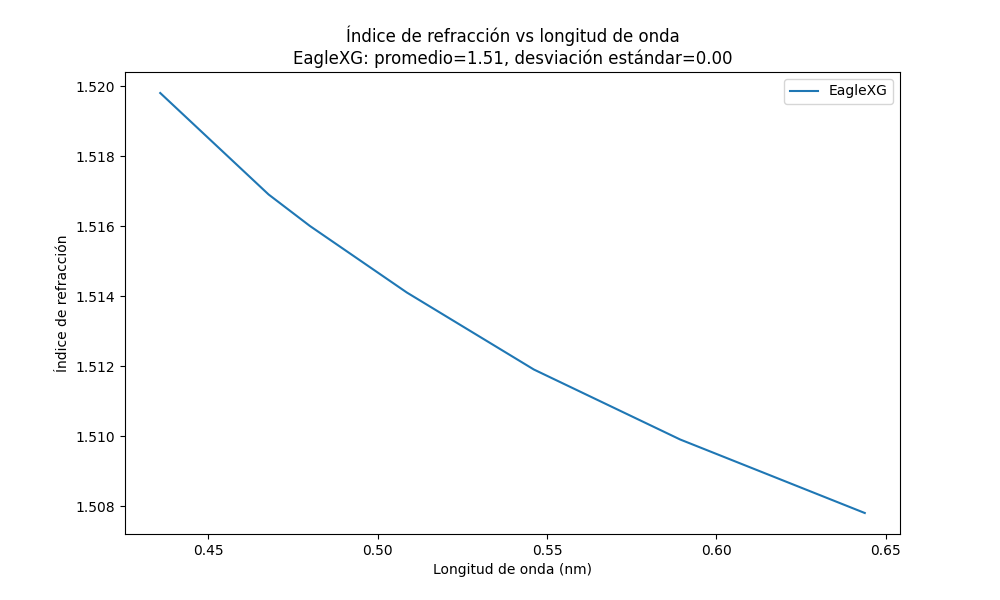 Índice de refracción vs longitud de onda
EagleXG: promedio=1.51, desviación estándar=0.00
EagleXG
1.520
1.518
1.516
1.514
1.512
1.510
1.508
Índice de refracción
0.45 0.50 0.55 0.60 0.65
Longitud de onda (nm)